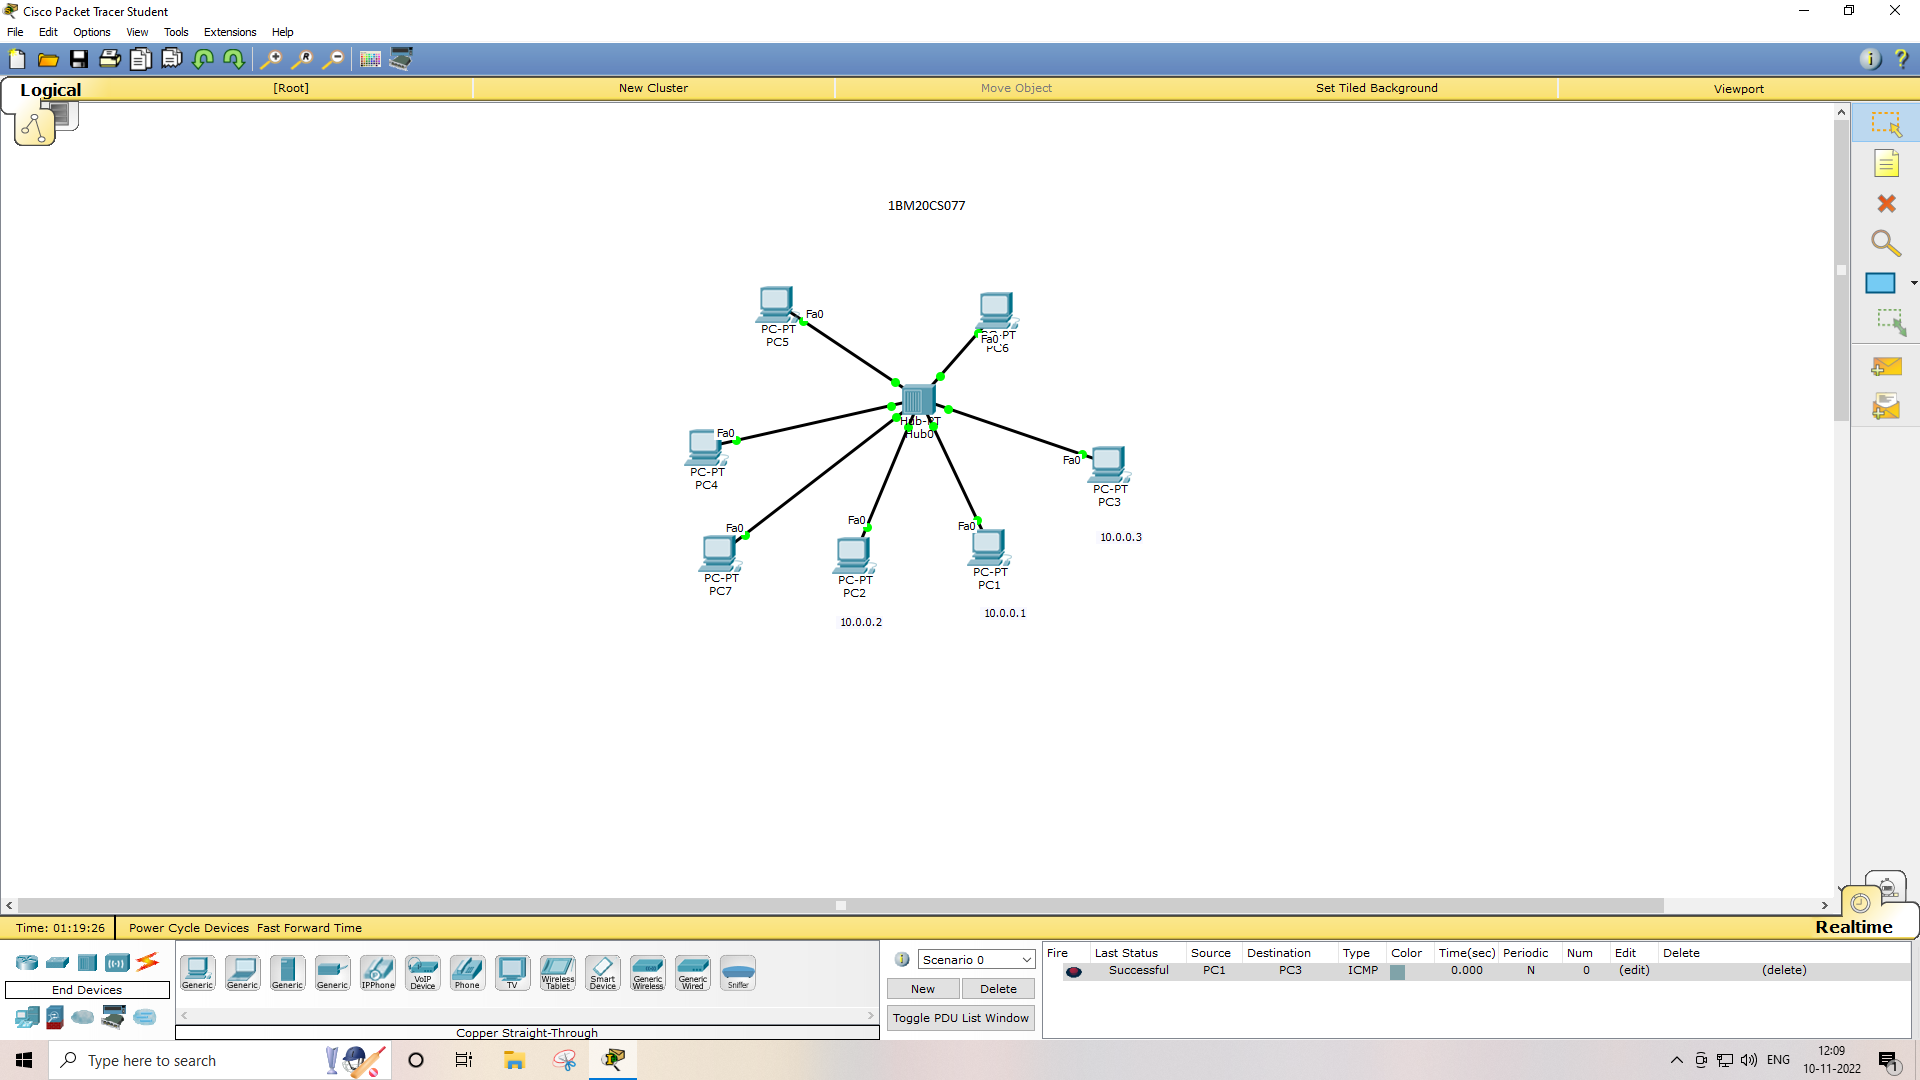 Cisco Packet Tracer Student
File Edit Options View Tools Extensions Help
Logical [Root] New Cluster Move Object Set Tiled Background Viewport
1BM20CS077
Fa0
PC-PT
PC5
PC-PT
Fa0
PC6
Hub-PT
Hub0
Fa0
PC-PT
PC4
Fa0
PC-PT
PC3
10.0.0.3
Fa0
PC-PT
PC7
Fa0
PC-PT
PC2
10.0.0.2
Fa0
PC-PT
PC1
10.0.0.1
Time: 01:19:26 Power Cycle Devices Fast Forward Time
Realtime
End Devices
Generic Generic Generic Generic IPPhone VoIP Device Phone TV Wireless Tablet Smart Device Generic Wireless Generic Wired Sniffer
Copper Straight-Through
Scenario 0
New Delete
Toggle PDU List Window
Fire Last Status Source Destination Type Color Time(sec) Periodic Num Edit Delete
Successful PC1 PC3 ICMP 0.000 N 0 (edit) (delete)
Type here to search
ENG
12:09
10-11-2022
1